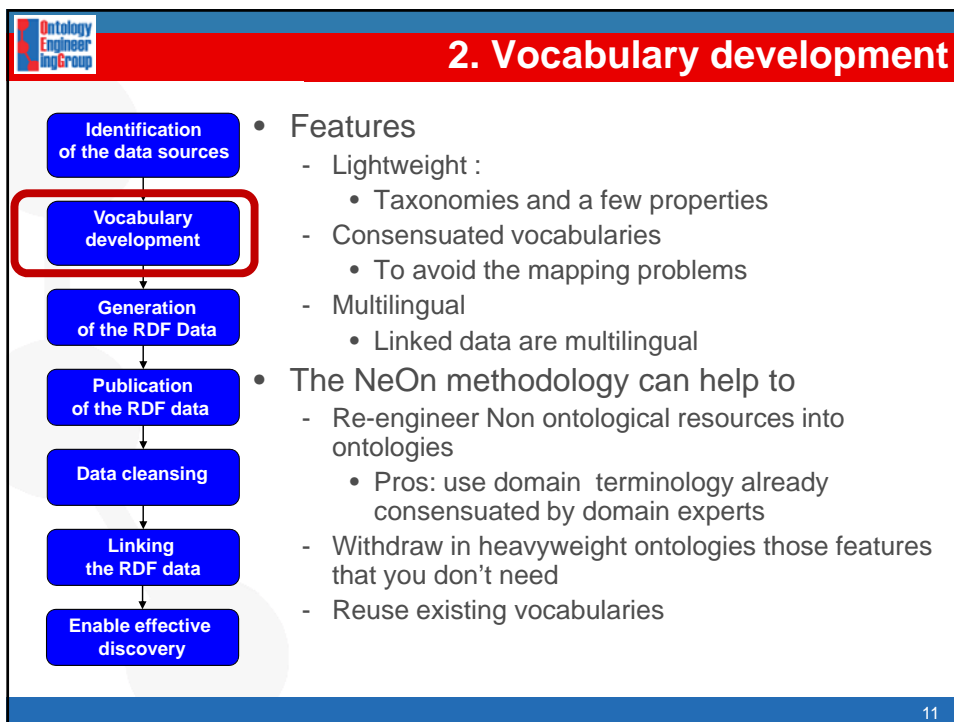 Ontology
Engineer
ingGroup
2. Vocabulary development
Identification
of the data sources
Vocabulary
development
Generation
of the RDF Data
Publication
of the RDF data
Data cleansing
Linking
the RDF data
Enable effective
discovery
• Features
- Lightweight :
• Taxonomies and a few properties
- Consensuated vocabularies
• To avoid the mapping problems
- Multilingual
• Linked data are multilingual
• The NeOn methodology can help to
- Re-engineer Non ontological resources into
ontologies
• Pros: use domain terminology already
consensuated by domain experts
- Withdraw in heavyweight ontologies those features
that you don’t need
- Reuse existing vocabularies
11